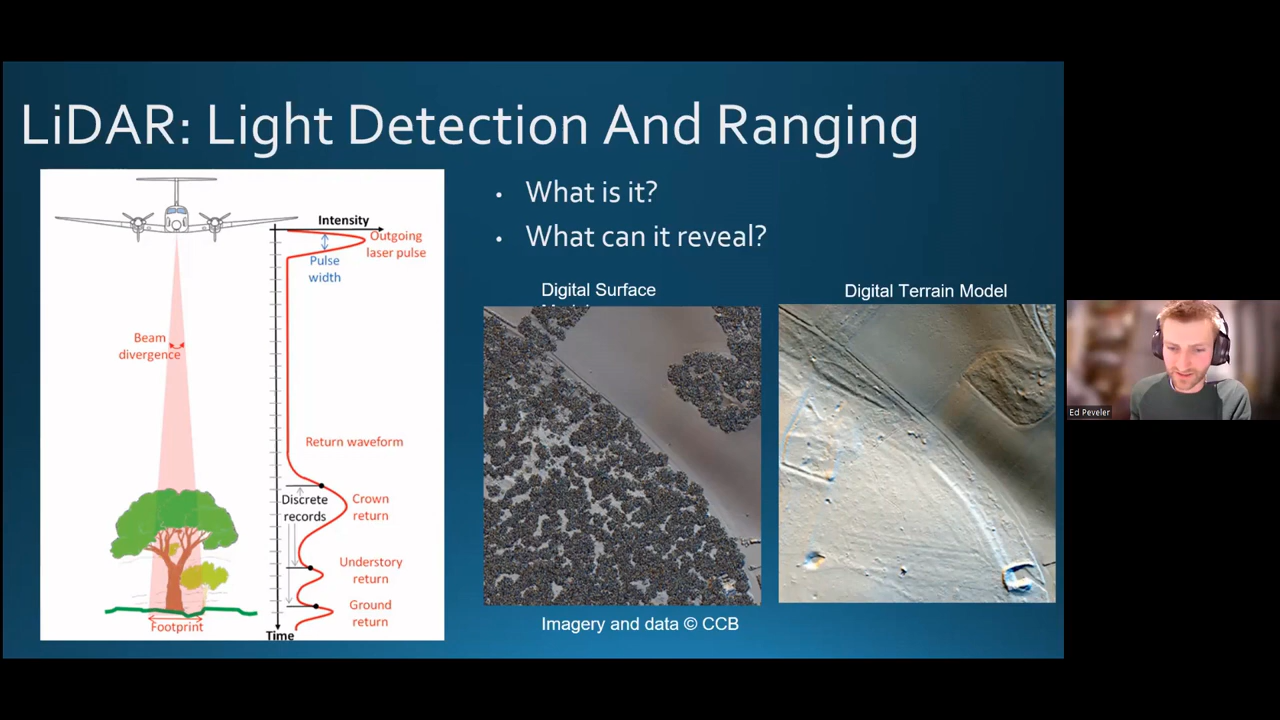 LiDAR: Light Detection And Ranging
Intensity
Outgoing
laser pulse
Pulse
width
Beam
divergence
Return waveform
Discrete
records
Crown
return
Understory
return
Ground
return
Footprint
Time
• What is it?
• What can it reveal?
Digital Surface
Digital Terrain Model
Imagery and data © CCB
Ed Peveler